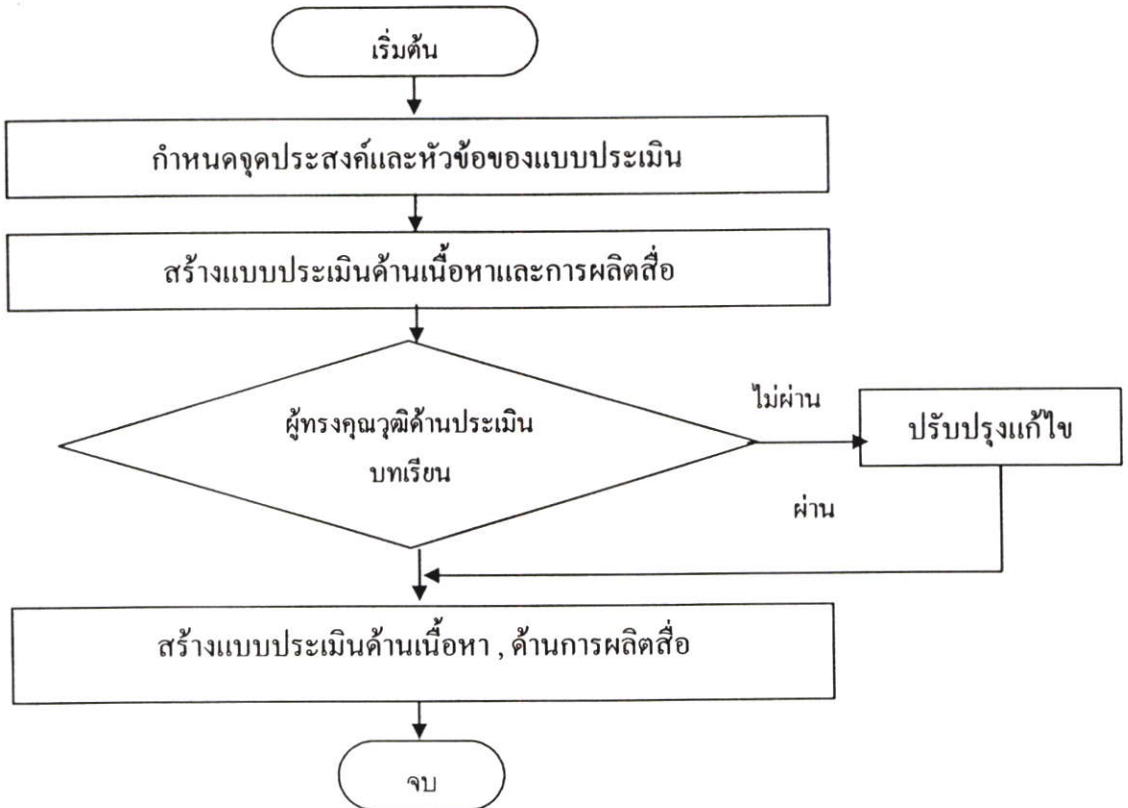 เริ่มต้น
กำหนดจุดประสงค์และหัวข้อของแบบประเมิน
สร้างแบบประเมินด้านเนื้อหาและการผลิตสื่อ
ผู้ทรงคุณวุฒิด้านประเมิน
บทเรียน
ไม่ผ่าน
ปรับปรุงแก้ไข
ผ่าน
สร้างแบบประเมินด้านเนื้อหา , ด้านการผลิตสื่อ
จบ